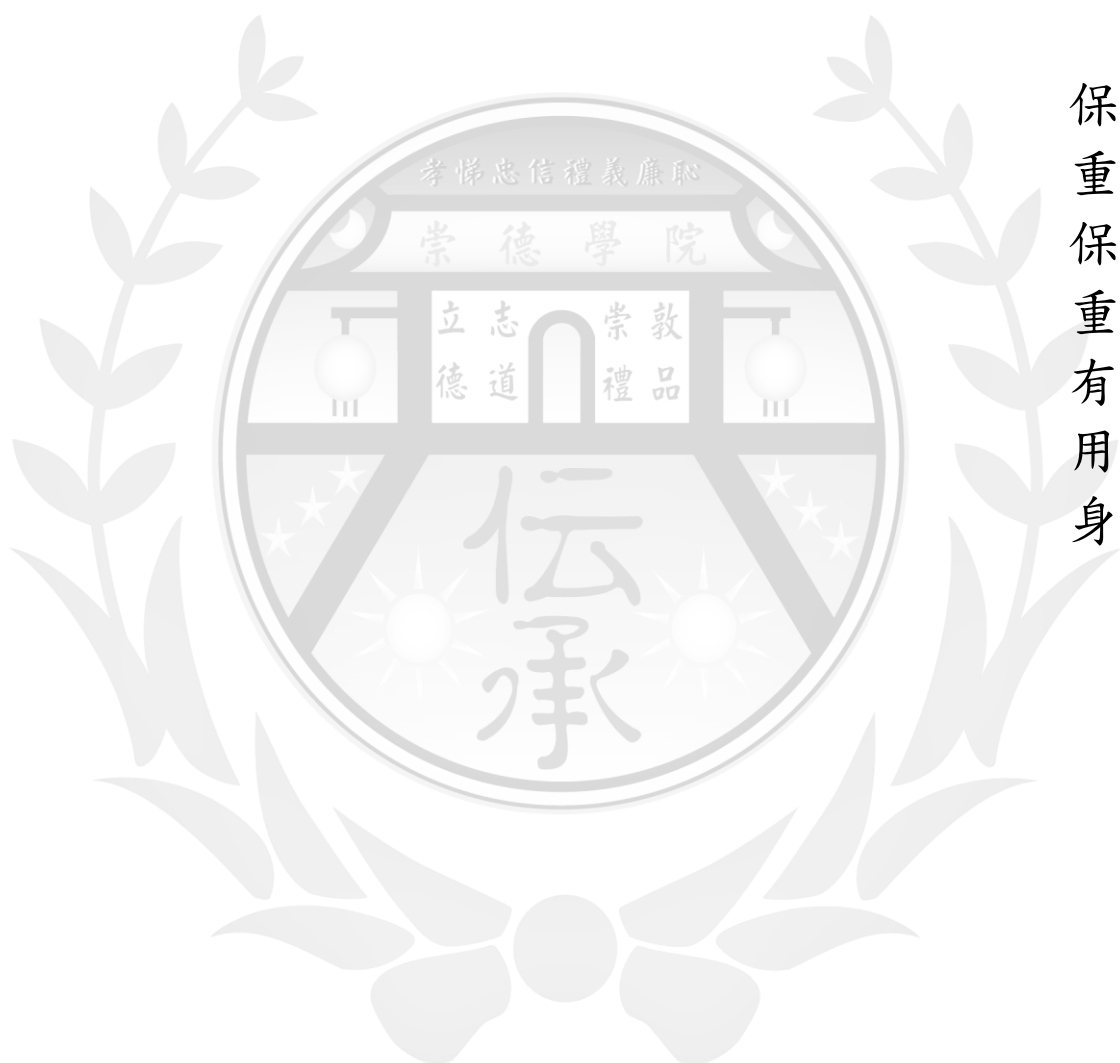 保重保重有用身
孝悌忠信禮義廉恥
崇德學院
立志　崇敦
德道　禮品
伝承